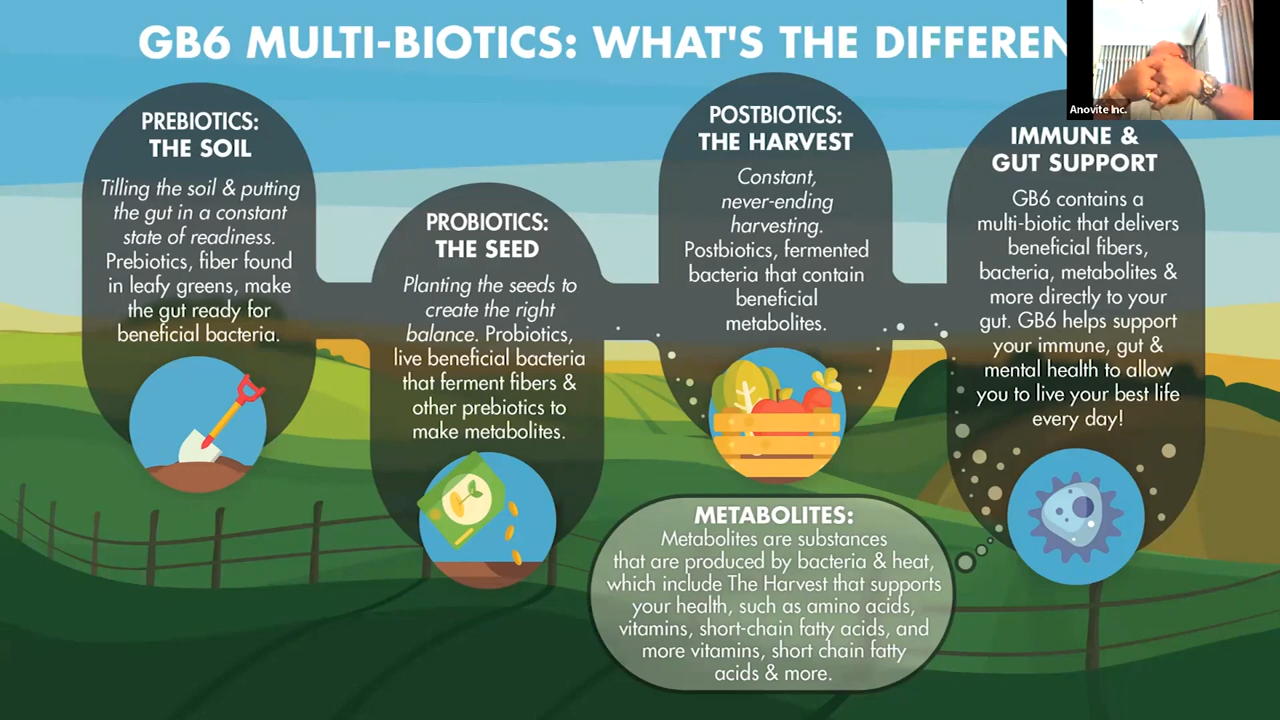 GB6 MULTI-BIOTICS: WHAT'S THE DIFFEREN
Anovite Inc.
PREBIOTICS:
THE SOIL
Tilling the soil & putting
the gut in a constant
state of readiness.
Prebiotics, fiber found
in leafy greens, make
the gut ready for
beneficial bacteria.
PROBIOTICS:
THE SEED
Planting the seeds to
create the right
balance. Probiotics,
live beneficial bacteria
that ferment fibers &
other prebiotics to
make metabolites.
POSTBIOTICS:
THE HARVEST
Constant,
never-ending
harvesting.
Postbiotics, fermented
bacteria that contain
beneficial
metabolites.
IMMUNE &
GUT SUPPORT
GB6 contains a
multi-biotic that delivers
beneficial fibers,
bacteria, metabolites &
more directly to your
gut. GB6 helps support
your immune, gut &
mental health to allow
you to live your best life
every day!
METABOLITES:
Metabolites are substances
that are produced by bacteria & heat,
which include The Harvest that supports
your health, such as amino acids,
vitamins, short-chain fatty acids, and
more vitamins, short chain fatty
acids & more.